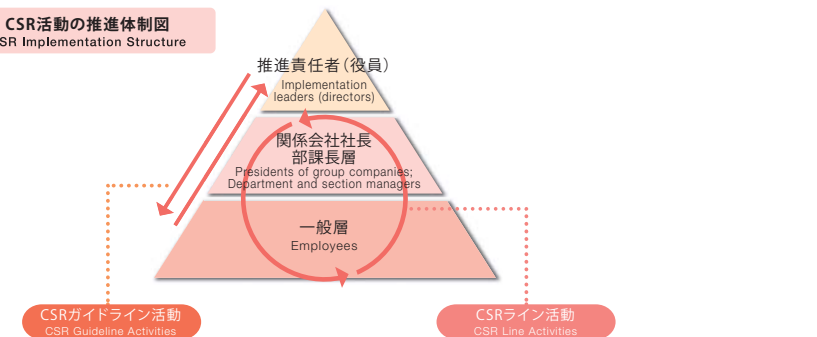 CSR活動の推進体制図
SR Implementation Structure
推進責任者（役員）
Implementation
leaders (directors)
関係会社社長
部課長層
Presidents of group companies;
Department and section managers
一般層
Employees
CSRガイドライン活動
CSR Guideline Activities
CSRライン活動
CSR Line Activities